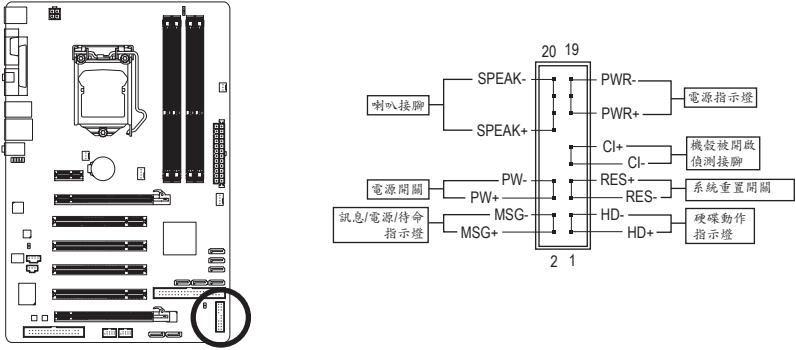 20 19
SPEAK-
PWR-
喇叭接腳
電源指示燈
PWR+
SPEAK+
CI+
機殼被開啟
偵測接腳
CI-
PW-
RES+
電源開關
系統重置開關
PW+
RES-
訊息/電源/待命
指示燈
MSG-
HD-
硬碟動作
指示燈
MSG+
HD+
2 1